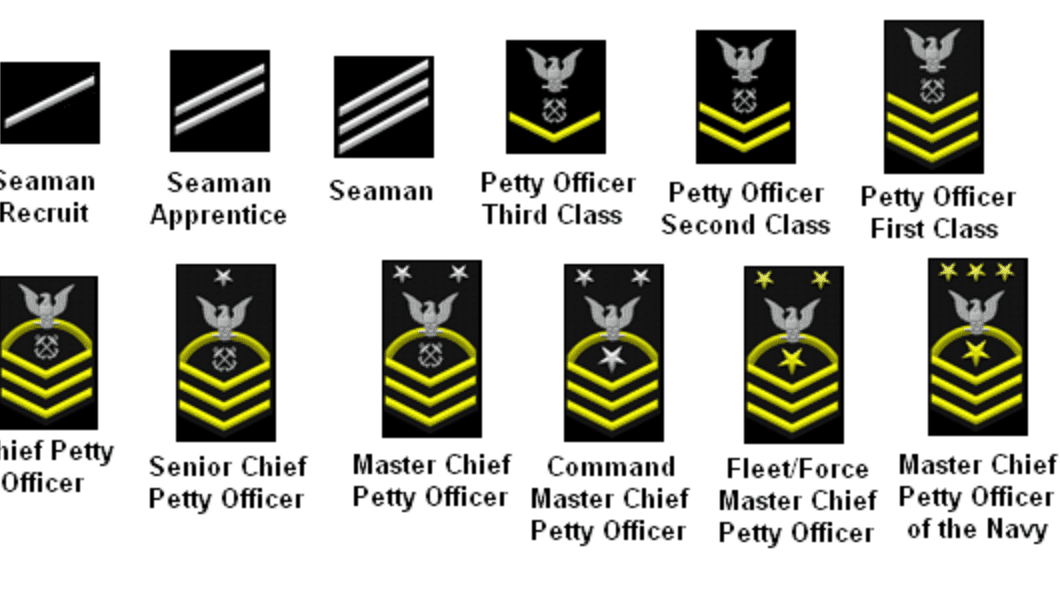 Seaman
Recruit
Seaman
Apprentice
Seaman
Petty Officer
Third Class
Petty Officer
Second Class
Petty Officer
First Class
hief Petty
Officer
Senior Chief
Petty Officer
Master Chief
Petty Officer
Command
Master Chief
Petty Officer
Fleet/Force
Master Chief
Petty Officer
Master Chief
Petty Officer
of the Navy